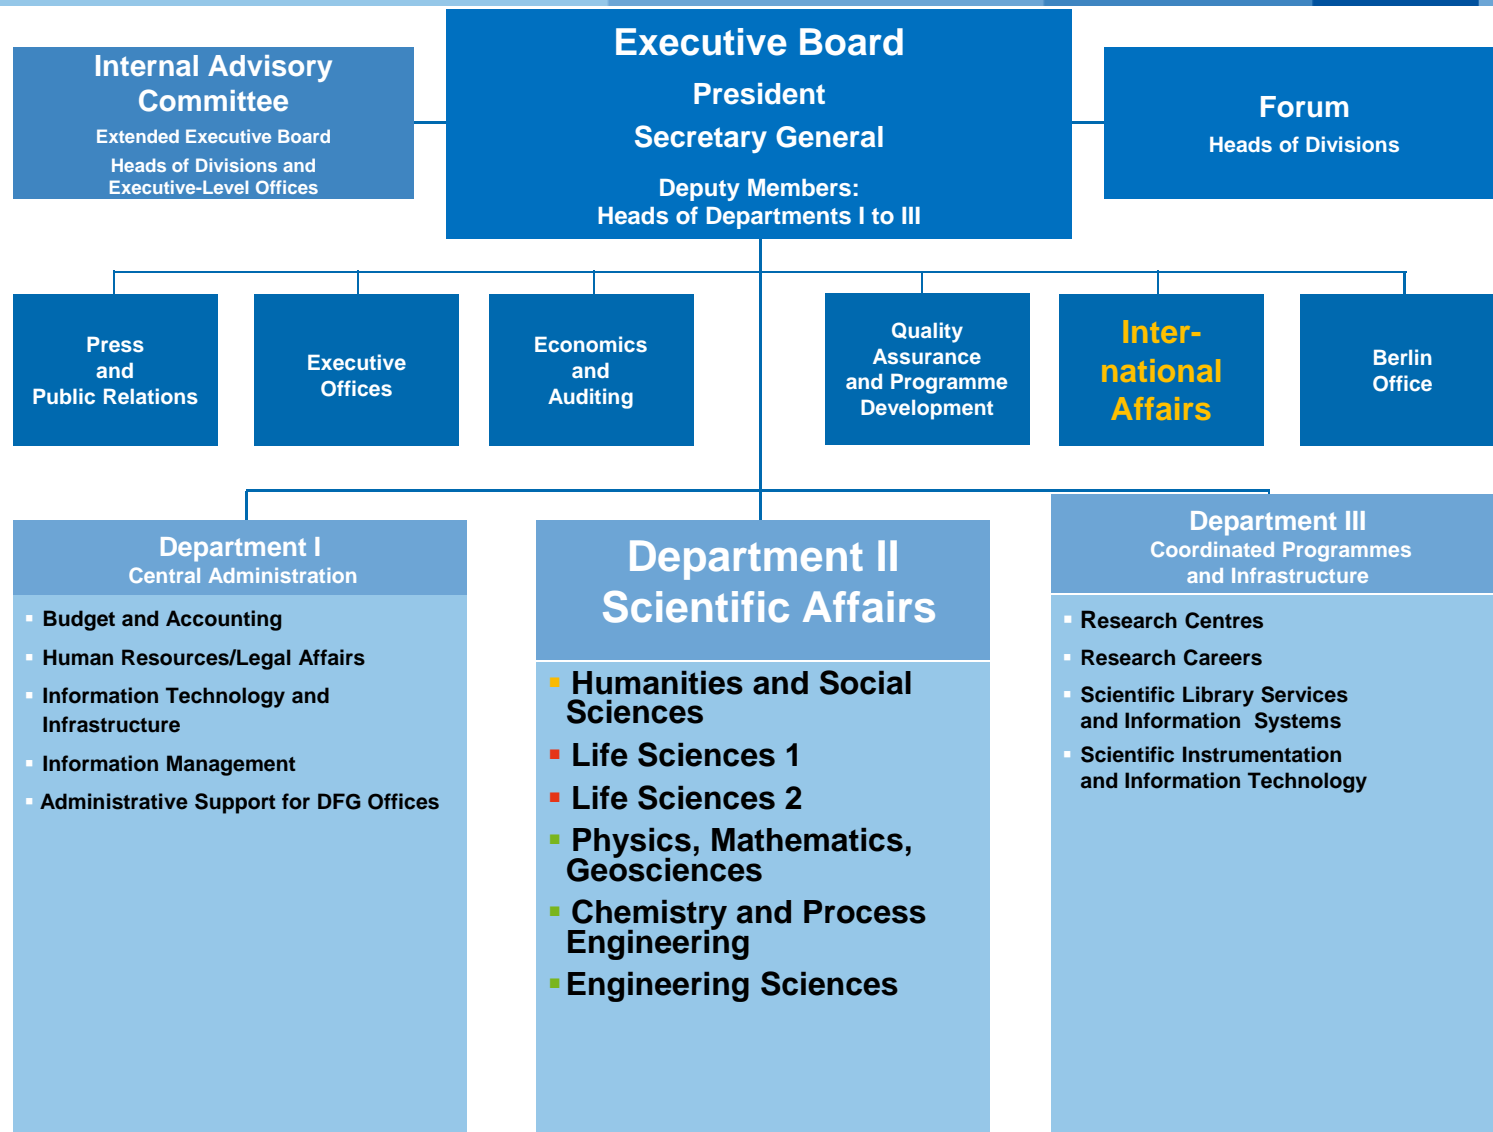 Executive Board
President
Secretary General
Deputy Members:
Heads of Departments I to III
Internal Advisory
Committee
Extended Executive Board
Heads of Divisions and
Executive-Level Offices
Forum
Heads of Divisions
Press
and
Public Relations
Executive
Offices
Economics
and
Auditing
Quality
Assurance
and Programme
Development
Inter-
national
Affairs
Berlin
Office
Department I
Central Administration
▪ Budget and Accounting
▪ Human Resources/Legal Affairs
▪ Information Technology and
Infrastructure
▪ Information Management
▪ Administrative Support for DFG Offices
Department II
Scientific Affairs
▪ Humanities and Social
Sciences
▪ Life Sciences 1
▪ Life Sciences 2
▪ Physics, Mathematics,
Geosciences
▪ Chemistry and Process
Engineering
▪ Engineering Sciences
Department III
Coordinated Programmes
and Infrastructure
▪ Research Centres
▪ Research Careers
▪ Scientific Library Services
and Information Systems
▪ Scientific Instrumentation
and Information Technology